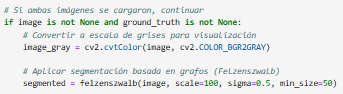 # Si ambas imágenes se cargaron, continuar
if image is not None and ground_truth is not None:
# Convertir a escala de grises para visualización
image_gray = cv2.cvtColor(image, cv2.COLOR_BGR2GRAY)
# Aplicar segmentación basada en grafos (Felzenszwalb)
segmented = felzenszwalb(image, scale=100, sigma=0.5, min_size=50)